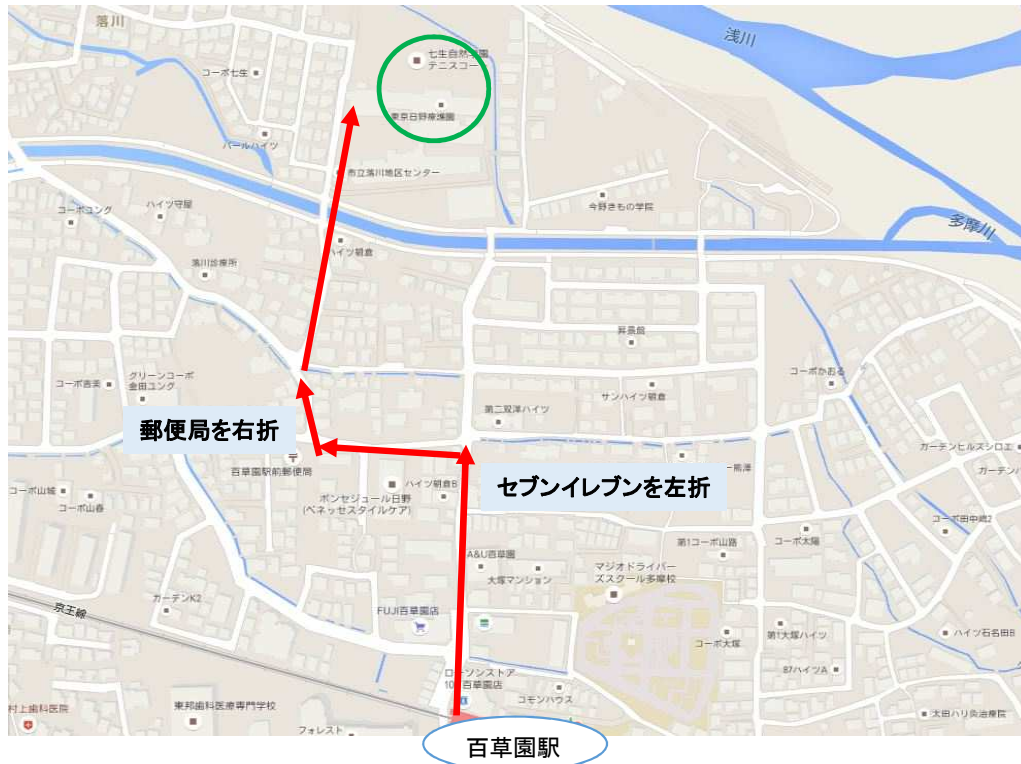 落川
浅川
七生自然学園
テニスコー
コーポ七生
東京日野療護園
パールハイツ
市立落川地区センター
今野きもの学院
コーポコング
ハイツ守屋
多摩川
ハイツ朝倉
落川診療所
昇喜館
コーポ吉楽
グリーンコーポ
金田コング
コーポかおる
サンハイツ朝倉
第二双洋ハイツ
郵便局を右折
百草園駅前郵便局
ー熊澤
ガーデンヒルズシロエ
ガーデンハ
セブンイレブンを左折
コーポ山城
コーポ山春
ハイツ朝倉B
ボンセジュール日野
(ベネッセスタイルケア)
コーポ田中嶋2
第1コーポ山路
コーポ太陽
A&U百草園
大塚マンション
マジオドライバー
ズスクール多摩校
京王線
ガーデンK2
FUJI百草園店
コーポ大塚
第1大塚ハイツ
ハイツ石名田B
87ハイツA
ローソンストア
10 百草園店
コモンハウス
村上歯科医院
東邦歯科医療専門学校
フォレスト
太田ハリ灸治療院
百草園駅